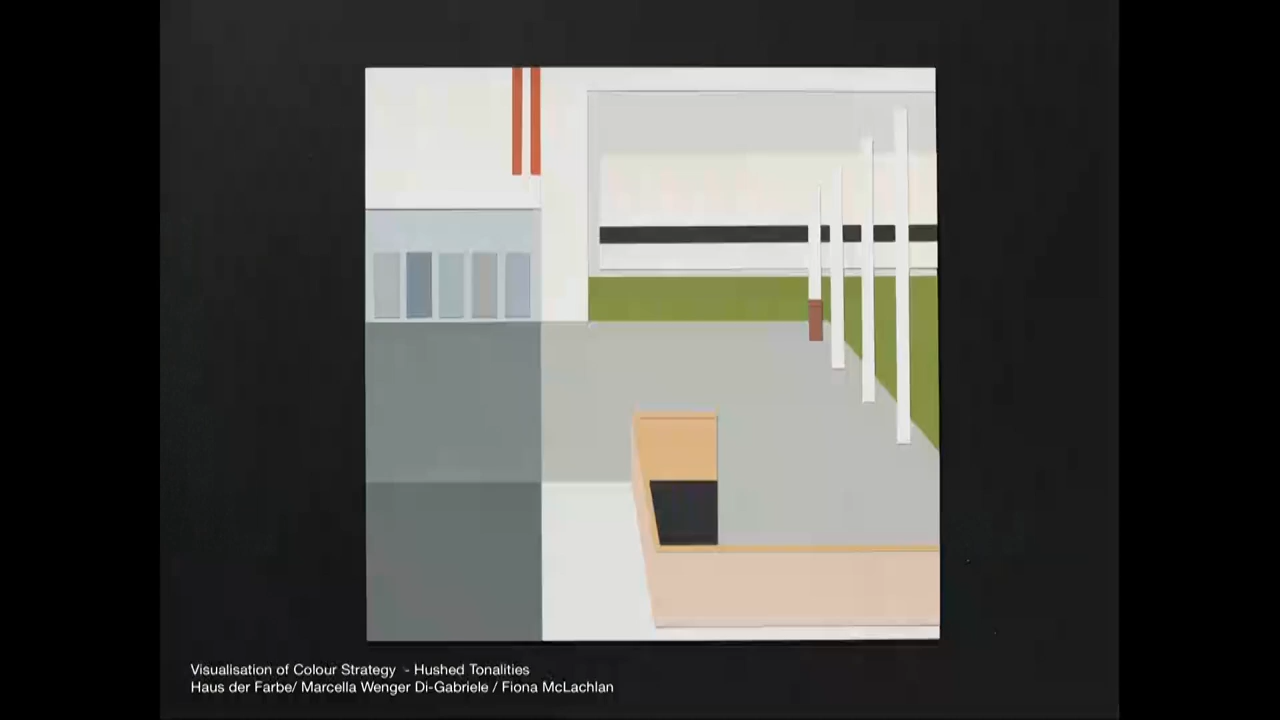 Visualisation of Colour Strategy - Hushed Tonalities
Haus der Farbe/ Marcella Wenger Di-Gabriele / Fiona McLachlan